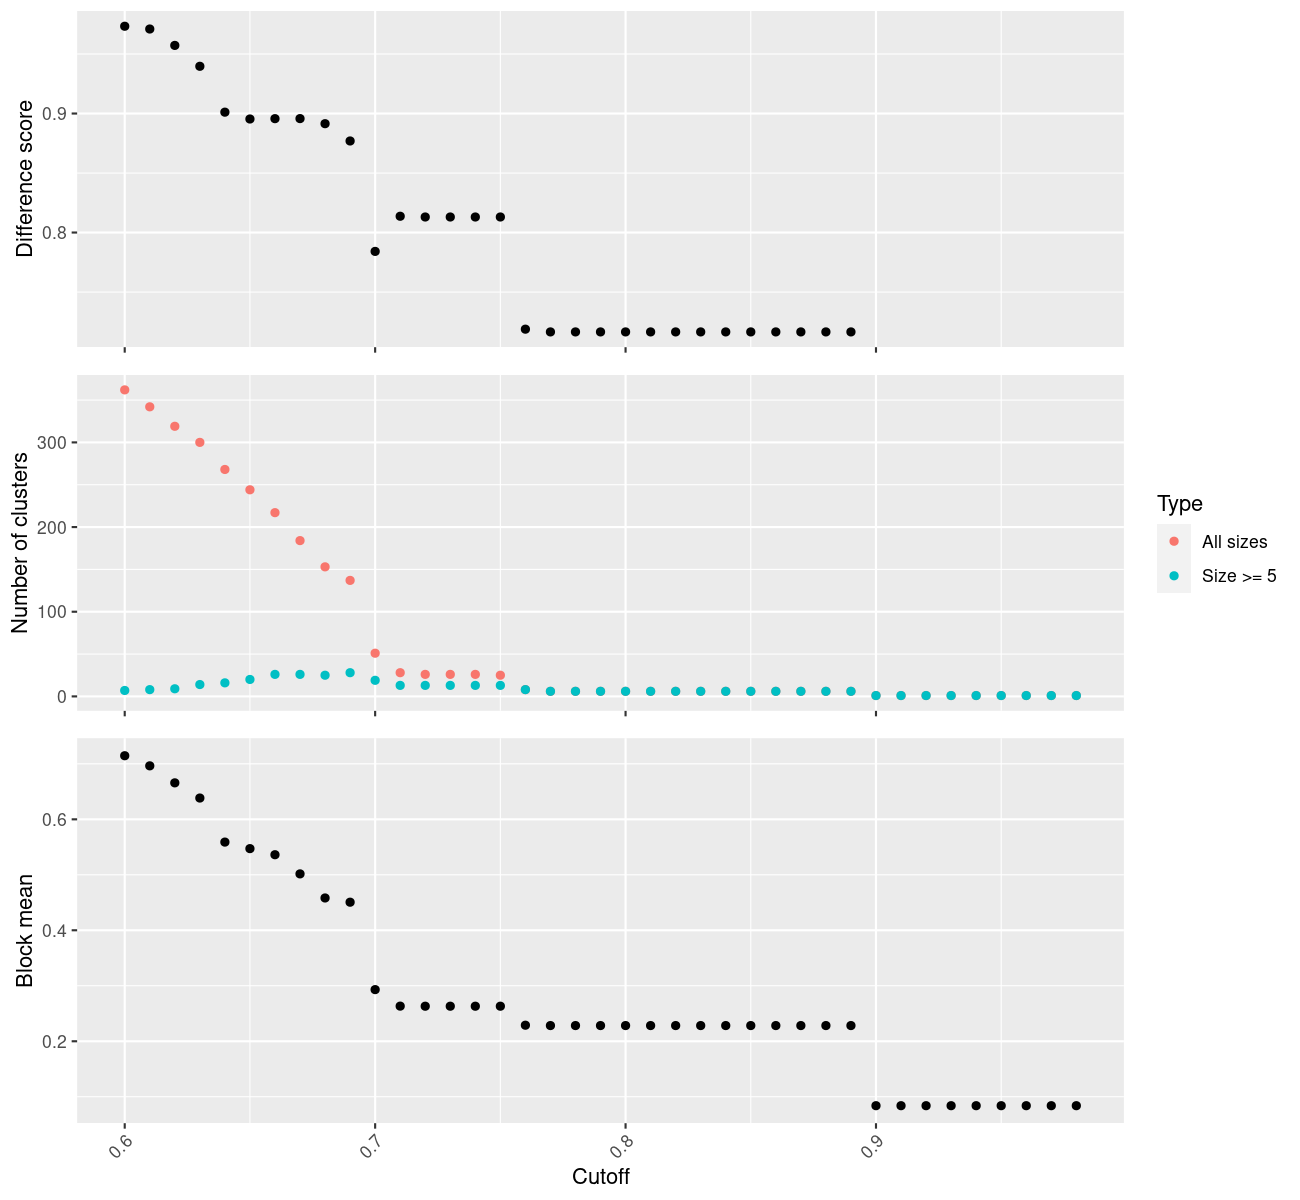 Difference score
0.9
0.8
Number of clusters
300
200
100
0
Type
All sizes
Size >= 5
Block mean
0.6
0.4
0.2
0.6
0.7
0.8
0.9
Cutoff